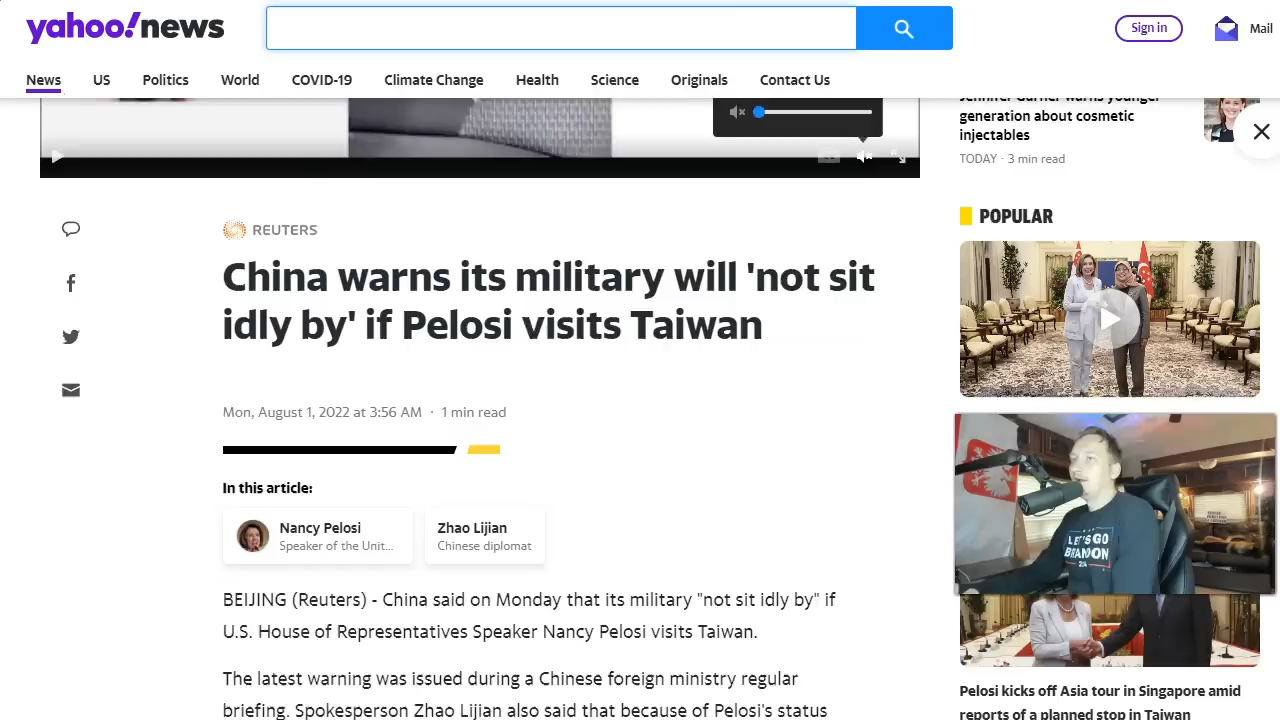 yahoo!news
Sign in
Mail
News
US
Politics
World
COVID-19
Climate Change
Health
Science
Originals
Contact Us
Jennifer Garner warns younger
generation about cosmetic
injectables
TODAY · 3 min read
REUTERS
China warns its military will 'not sit
idly by' if Pelosi visits Taiwan
Mon, August 1, 2022 at 3:56 AM · 1 min read
In this article:
Nancy Pelosi
Speaker of the Unit...
Zhao Lijian
Chinese diplomat
BEIJING (Reuters) - China said on Monday that its military "not sit idly by" if
U.S. House of Representatives Speaker Nancy Pelosi visits Taiwan.
The latest warning was issued during a Chinese foreign ministry regular
briefing. Spokesperson Zhao Lijian also said that because of Pelosi's status
POPULAR
LET'S GO
BRANDON
Pelosi kicks off Asia tour in Singapore amid
reports of a planned stop in Taiwan